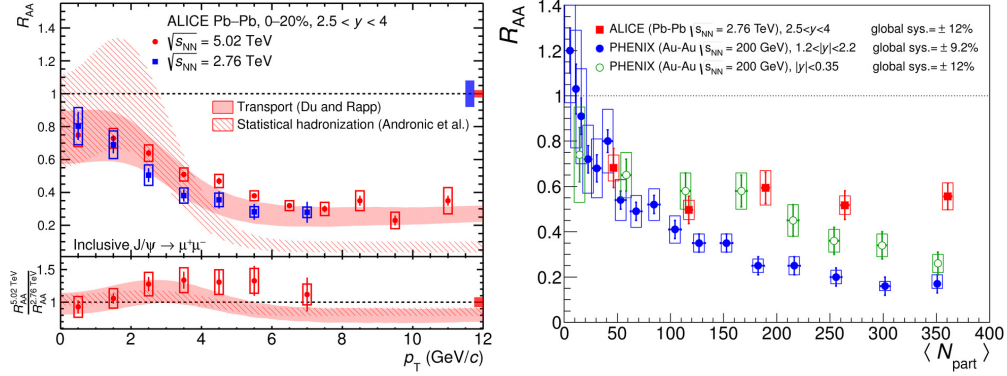 R_AA
ALICE Pb–Pb, 0–20%, 2.5 < y < 4
√s_NN = 5.02 TeV
√s_NN = 2.76 TeV
Transport (Du and Rapp)
Statistical hadronization (Andronic et al.)
Inclusive J/ψ → μ⁺μ⁻
1.4
1.2
1
0.8
0.6
0.4
0.2
R_AA^5.02 TeV
R_AA^2.76 TeV
1.5
1
0 2 4 6 8 10 12
p_T (GeV/c)
R_AA
ALICE (Pb-Pb √s_NN = 2.76 TeV), 2.5<y<4 global sys.= ± 12%
PHENIX (Au-Au √s_NN = 200 GeV), 1.2<|y|<2.2 global sys.= ± 9.2%
PHENIX (Au-Au √s_NN = 200 GeV), |y|<0.35 global sys.= ± 12%
1.4
1.2
1
0.8
0.6
0.4
0.2
0
0 50 100 150 200 250 300 350 400
⟨N_part⟩